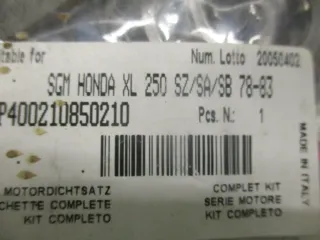 table for Num. Lotto 20050402
SGM HONDA XL 250 SZ/SA/SB 78-83
P400210850210 Pcs. N.: 1
MADE IN ITALY
MOTORDICHTSATZ COMPLET KIT
CHETTE COMPLETE SERIE MOTORE
KIT COMPLETO KIT COMPLETO